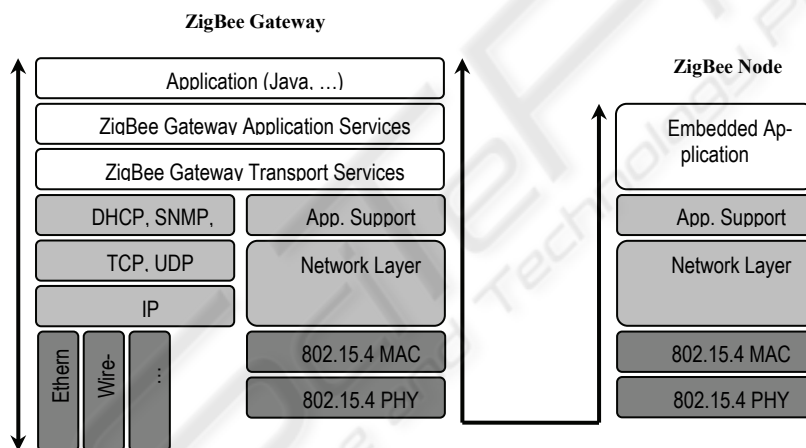 ZigBee Gateway
Application (Java, ...)
ZigBee Gateway Application Services
ZigBee Gateway Transport Services
DHCP, SNMP,
App. Support
TCP, UDP
Network Layer
IP
Ethern
Wire-
...
802.15.4 MAC
802.15.4 PHY
ZigBee Node
Embedded Ap-
plication
App. Support
Network Layer
802.15.4 MAC
802.15.4 PHY